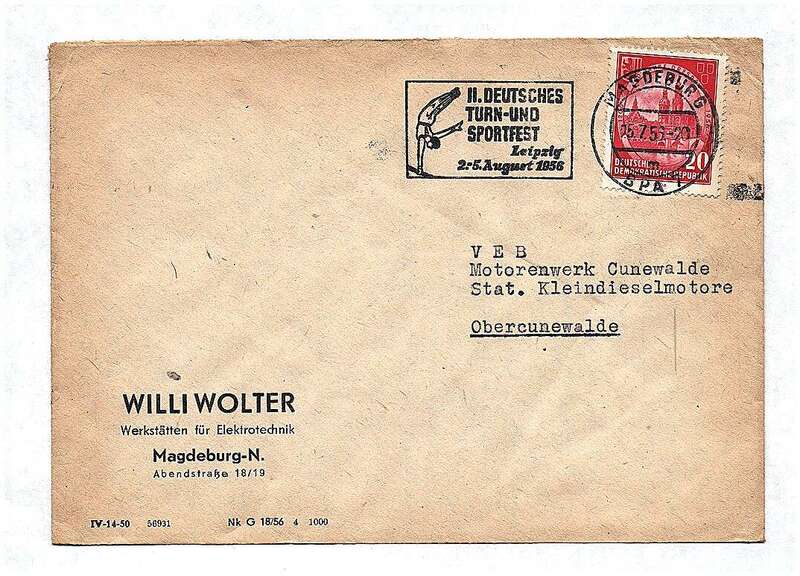 II. DEUTSCHES
TURN-UND
SPORTFEST
Leipzig
2.-5. August 1956
MAGDEBURG
20
DEUTSCHE
DEMOKRATISCHE REPUBLIK
V E B
Motorenwerk Cunewalde
Stat. Kleindieselmotore
Obercunewalde
WILLI WOLTER
Werkstätten für Elektrotechnik
Magdeburg-N.
Abendstraße 18/19
IV-14-50 56931 Nk G 18/56 4 1000